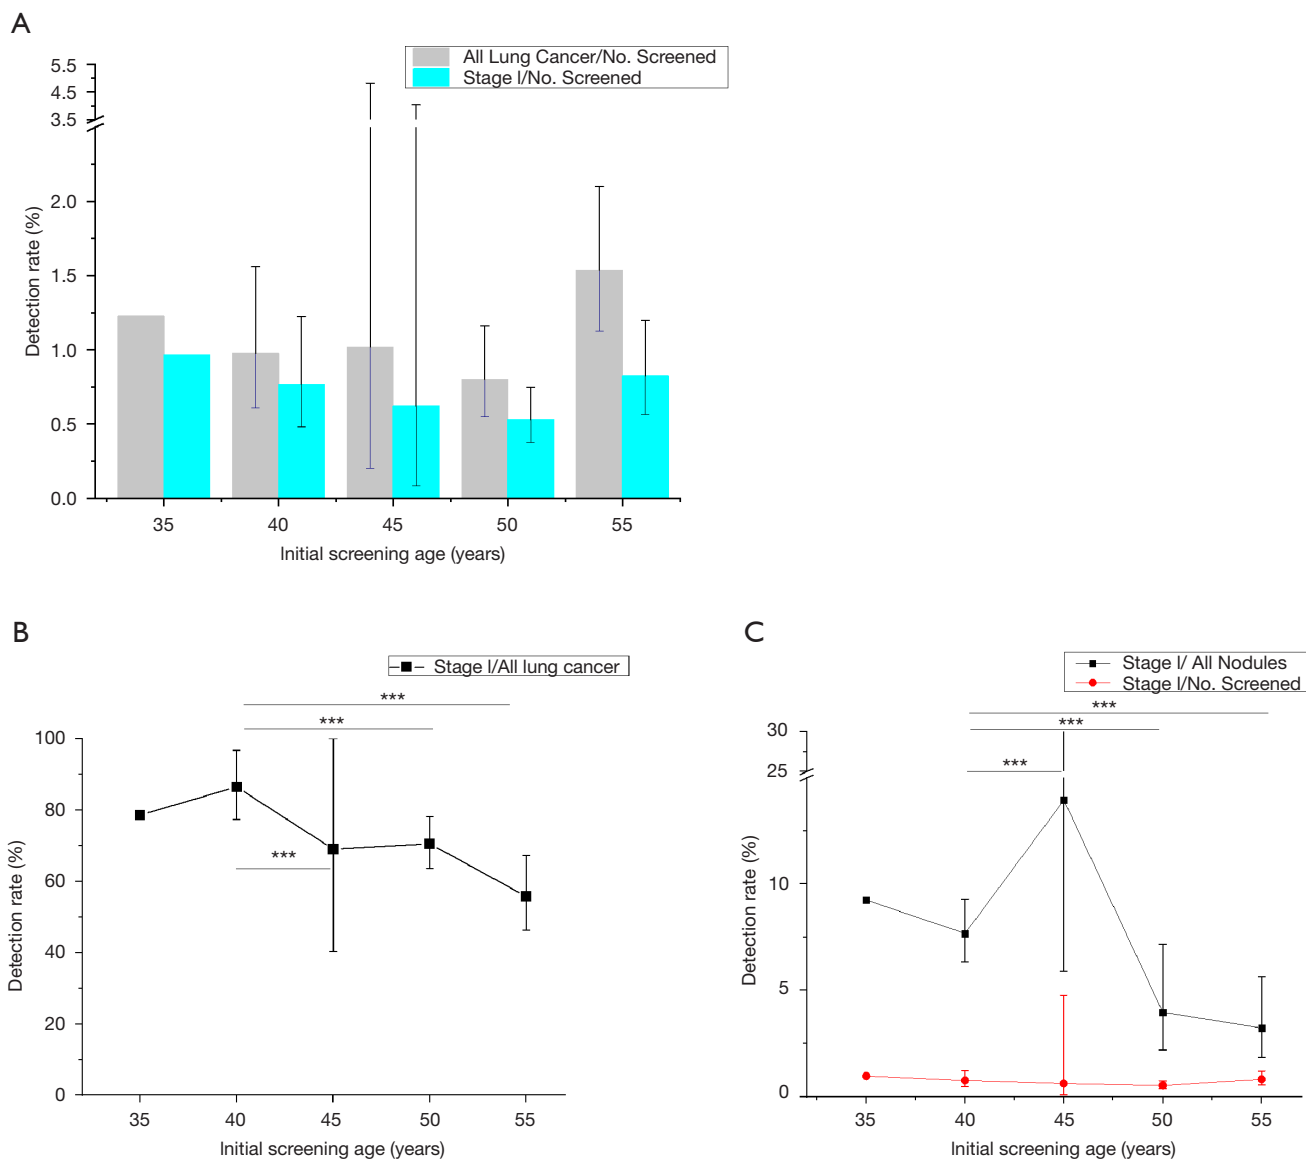 A
All Lung Cancer/No. Screened
Stage I/No. Screened
5.5
4.5
3.5
2.0
1.5
1.0
0.5
0.0
Detection rate (%)
35 40 45 50 55
Initial screening age (years)
B
Stage I/All lung cancer
***
***
***
100
80
60
40
20
0
Detection rate (%)
35 40 45 50 55
Initial screening age (years)
C
Stage I/ All Nodules
Stage I/No. Screened
***
***
***
30
25
10
5
0
Detection rate (%)
35 40 45 50 55
Initial screening age (years)